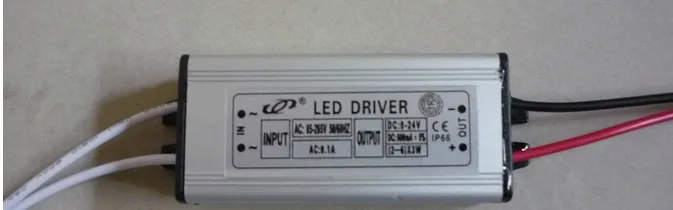 ® LED DRIVER
IN ~ ~
INPUT
AC: 85-265V 50/60HZ
AC:0.1A
OUTPUT
DC:8-24V
DC:600mA ± 5%
(2-6)X3W
CE
IP66
- OUT +